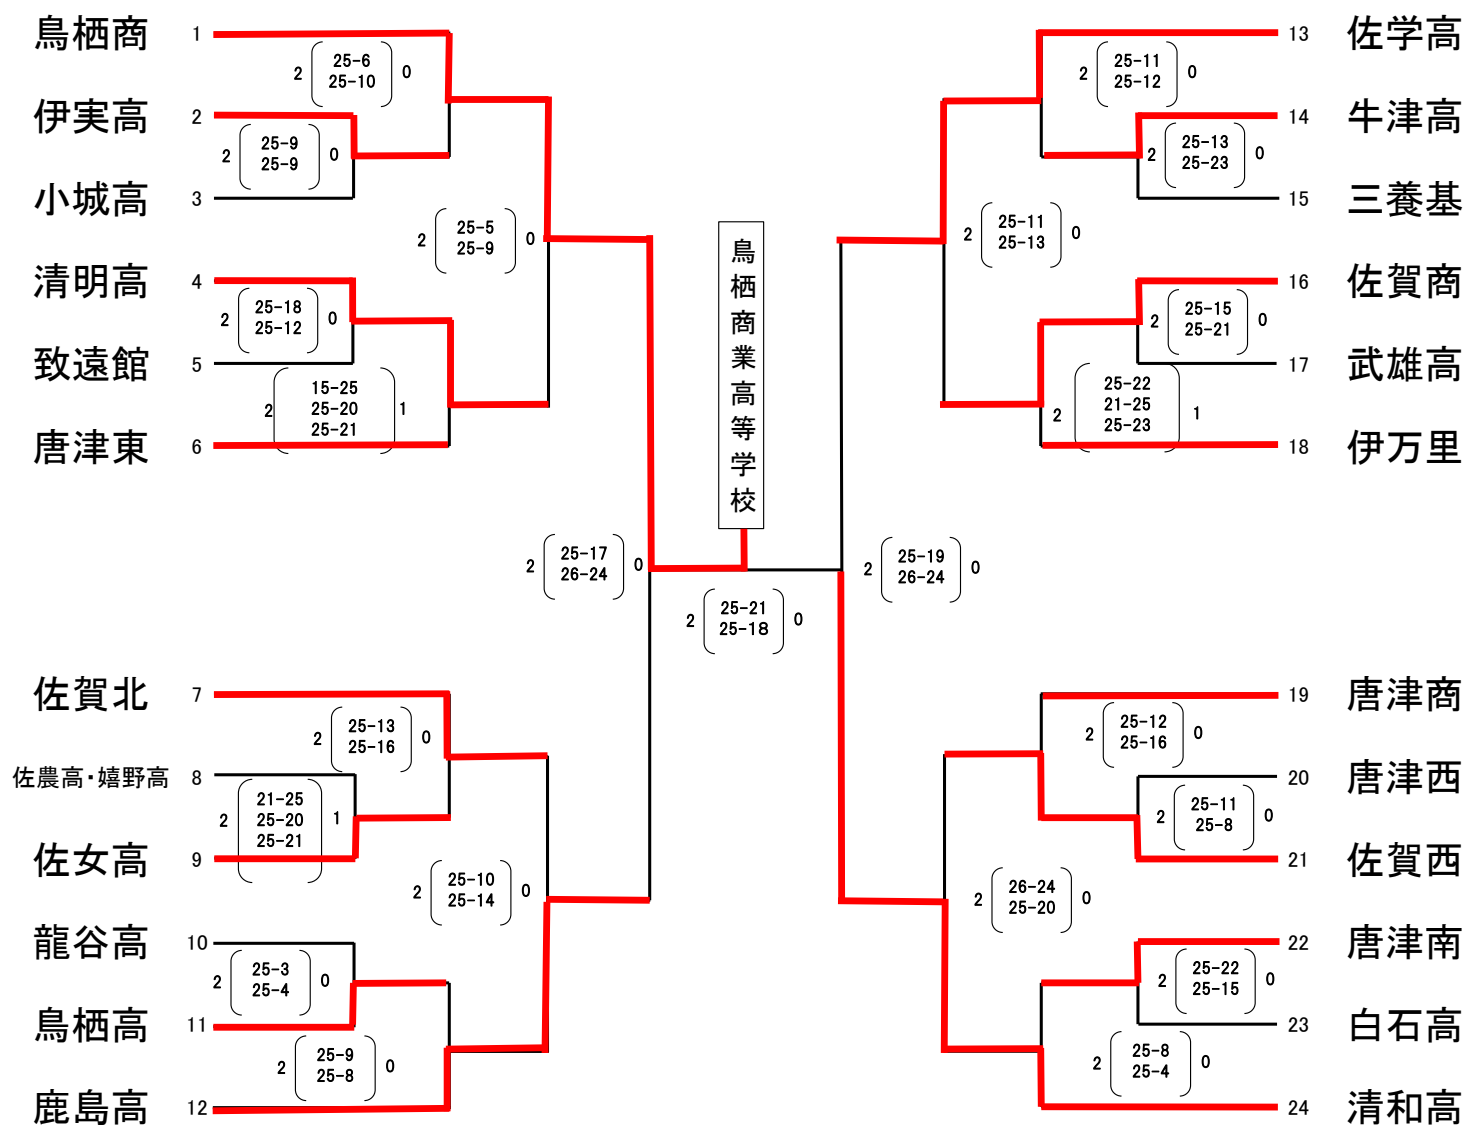 鳥栖商 1
2 25-6 0
25-10
伊実高 2
2 25-9 0
25-9
小城高 3
2 25-5 0
25-9
清明高 4
2 25-18 0
25-12
致遠館 5
2 15-25 1
25-20
25-21
唐津東 6
2 25-17 0
26-24
佐賀北 7
2 25-13 0
25-16
佐農高・嬉野高 8
2 21-25 1
25-20
25-21
佐女高 9
2 25-10 0
25-14
龍谷高 10
2 25-3 0
25-4
鳥栖高 11
2 25-9 0
25-8
鹿島高 12
鳥栖商業高等学校
2 25-21 0
25-18
13 佐学高
2 25-11 0
25-12
14 牛津高
2 25-13 0
25-23
15 三養基
2 25-11 0
25-13
16 佐賀商
2 25-15 0
25-21
17 武雄高
2 25-22 1
21-25
25-23
18 伊万里
2 25-19 0
26-24
19 唐津商
2 25-12 0
25-16
20 唐津西
2 25-11 0
25-8
21 佐賀西
2 26-24 0
25-20
22 唐津南
2 25-22 0
25-15
23 白石高
2 25-8 0
25-4
24 清和高